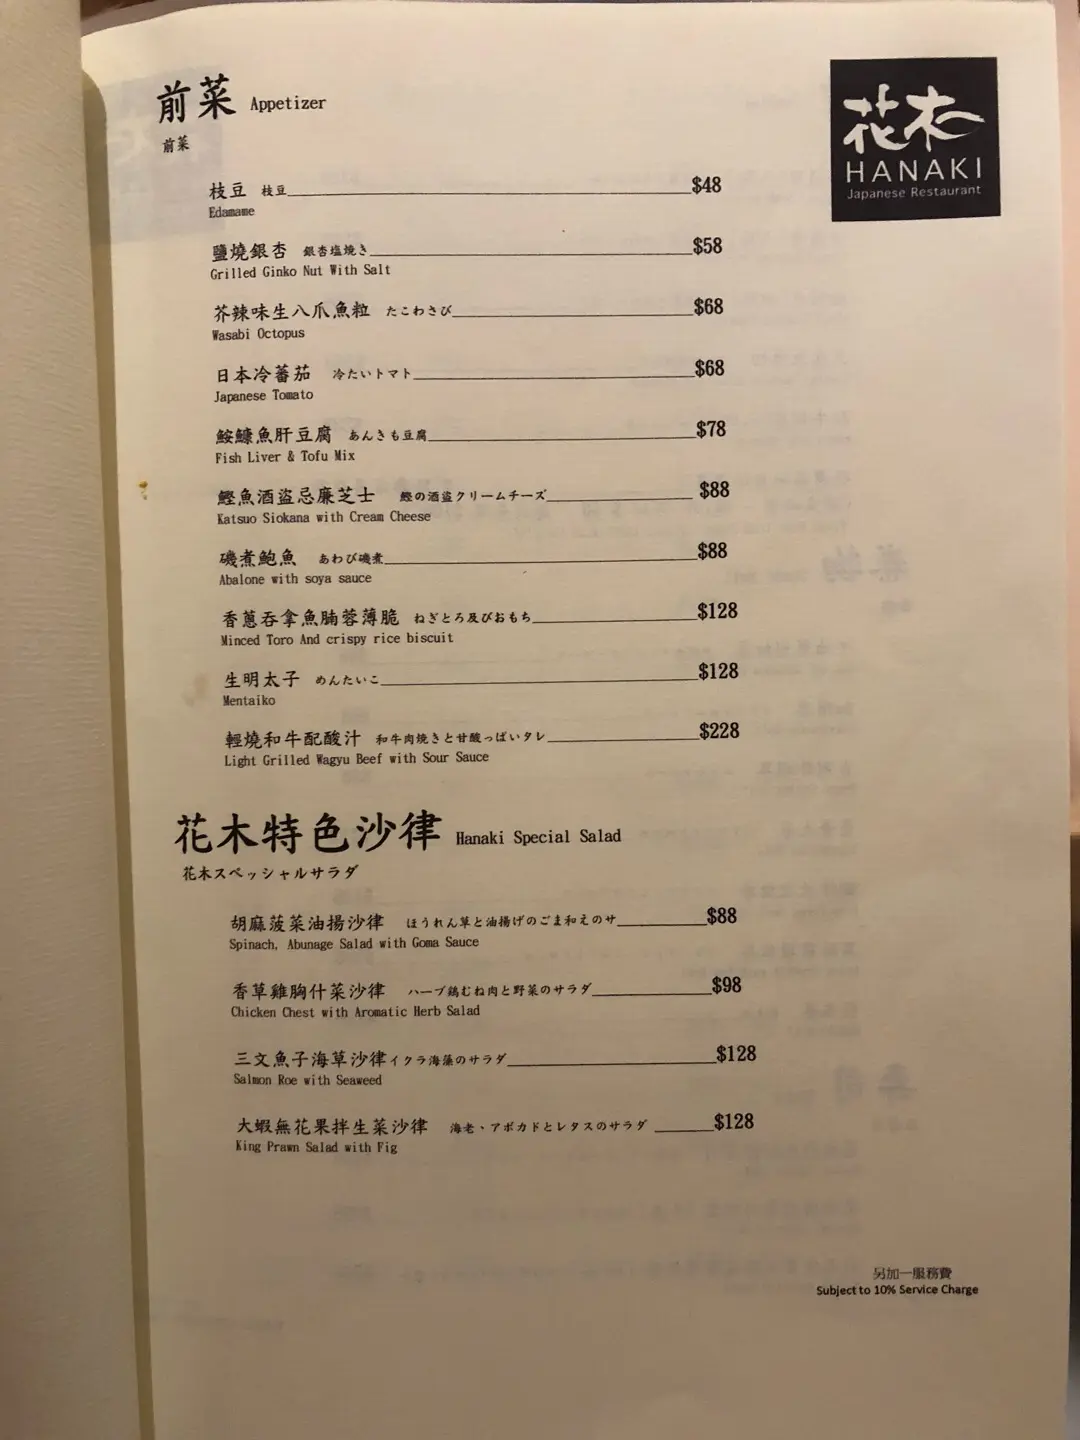 前菜 Appetizer
前菜
花木
HANAKI
Japanese Restaurant
枝豆 枝豆 $48
Edamame
鹽燒銀杏 銀杏塩焼き $58
Grilled Ginko Nut With Salt
芥辣味生八爪魚粒 たこわさび $68
Wasabi Octopus
日本冷蕃茄 冷たいトマト $68
Japanese Tomato
鮟鱇魚肝豆腐 あんきも豆腐 $78
Fish Liver & Tofu Mix
鰹魚酒盜忌廉芝士 鰹の酒盗クリームチーズ $88
Katsuo Siokana with Cream Cheese
磯煮鮑魚 あわび磯煮 $88
Abalone with soya sauce
香蔥吞拿魚腩蓉薄脆 ねぎとろ及びおもち $128
Minced Toro And crispy rice biscuit
生明太子 めんたいこ $128
Mentaiko
輕燒和牛配酸汁 和牛肉焼きと甘酸っぱいタレ $228
Light Grilled Wagyu Beef with Sour Sauce
花木特色沙律 Hanaki Special Salad
花木スペッシャルサラダ
胡麻菠菜油揚沙律 ほうれん草と油揚げのごま和えのサ $88
Spinach, Abunage Salad with Goma Sauce
香草雞胸什菜沙律 ハーブ鶏むね肉と野菜のサラダ $98
Chicken Chest with Aromatic Herb Salad
三文魚子海草沙律 イクラ海藻のサラダ $128
Salmon Roe with Seaweed
大蝦無花果拌生菜沙律 海老・アボカドとレタスのサラダ $128
King Prawn Salad with Fig
另加一服務費
Subject to 10% Service Charge